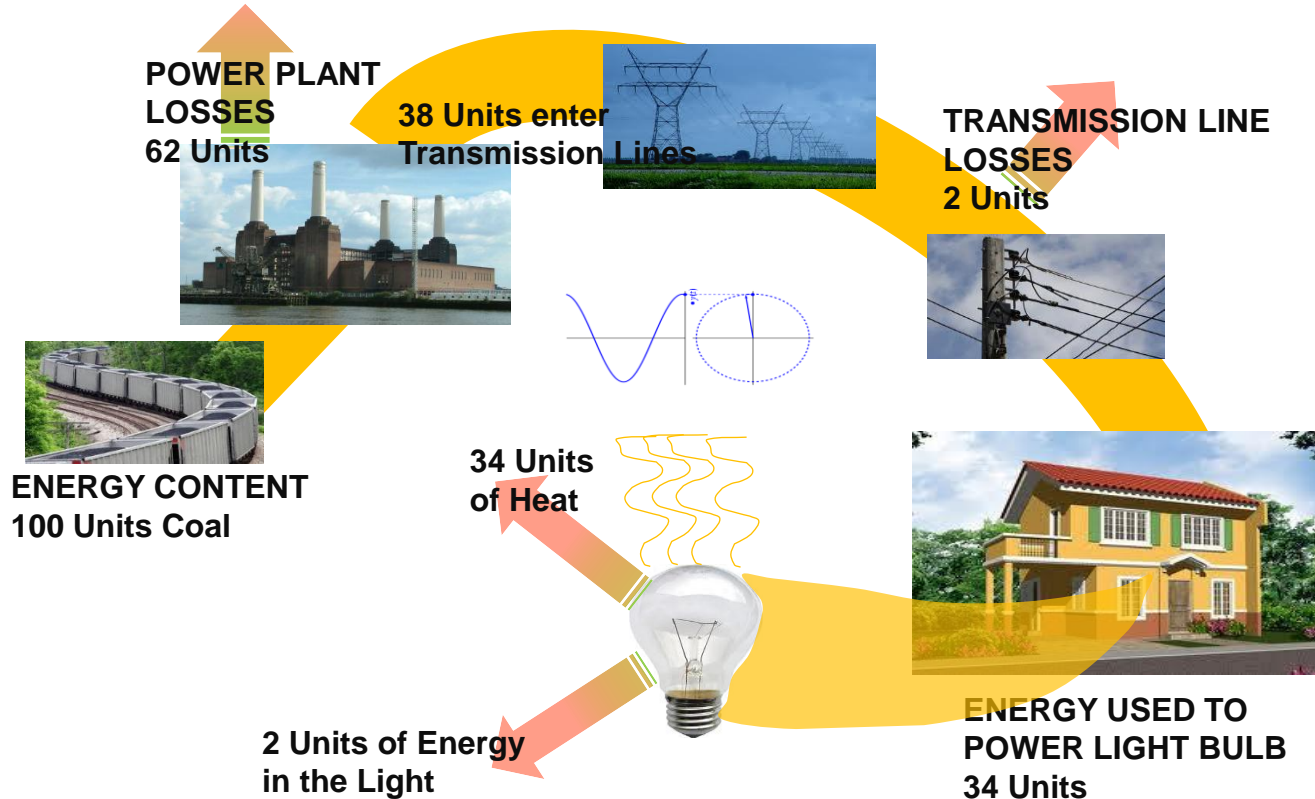 POWER PLANT
LOSSES
62 Units
38 Units enter
Transmission Lines
TRANSMISSION LINE
LOSSES
2 Units
ENERGY CONTENT
100 Units Coal
34 Units
of Heat
2 Units of Energy
in the Light
ENERGY USED TO
POWER LIGHT BULB
34 Units